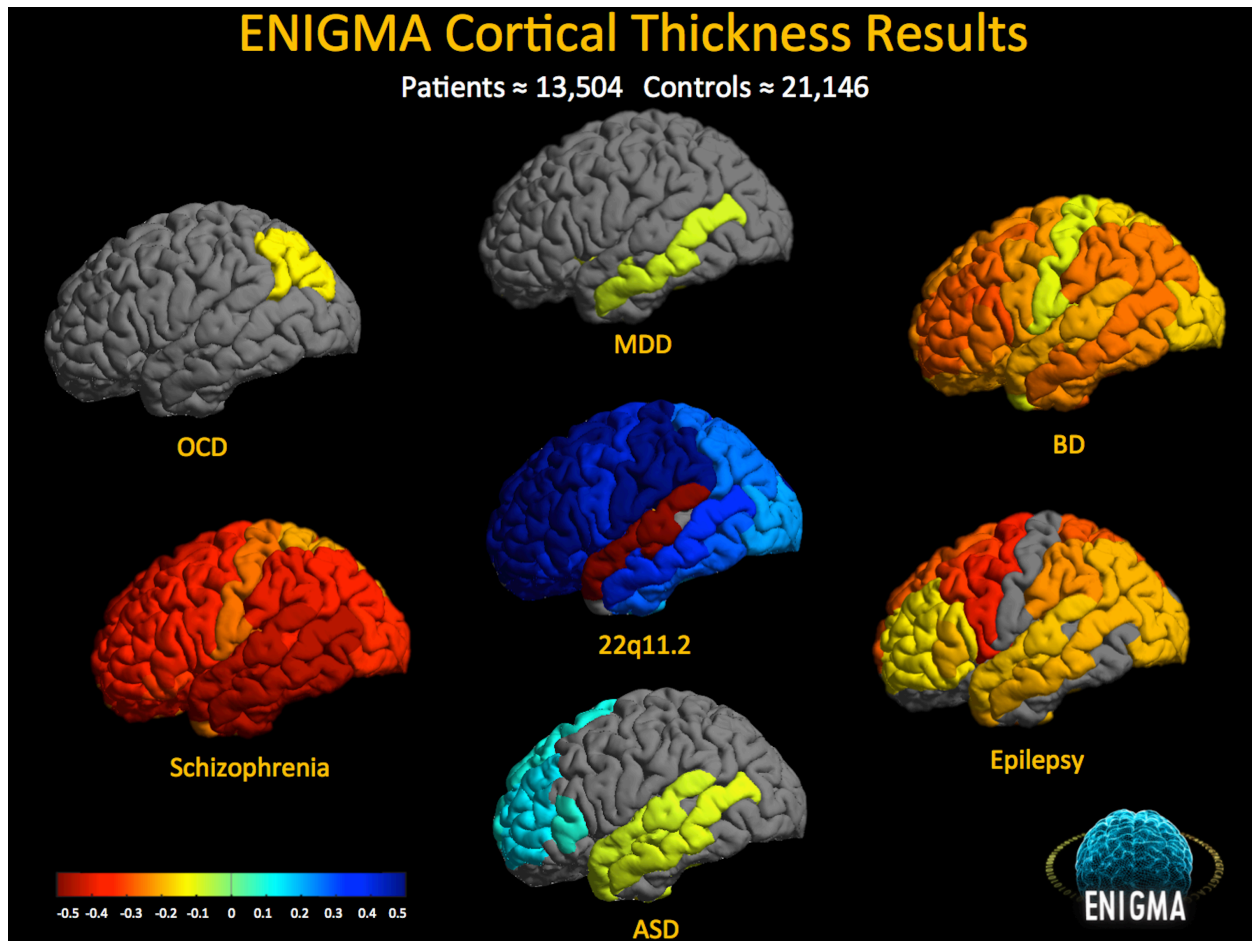 ENIGMA Cortical Thickness Results
Patients ≈ 13,504 Controls ≈ 21,146
MDD
OCD
BD
22q11.2
Schizophrenia
Epilepsy
-0.5 -0.4 -0.3 -0.2 -0.1 0 0.1 0.2 0.3 0.4 0.5
ENIGMA
ASD